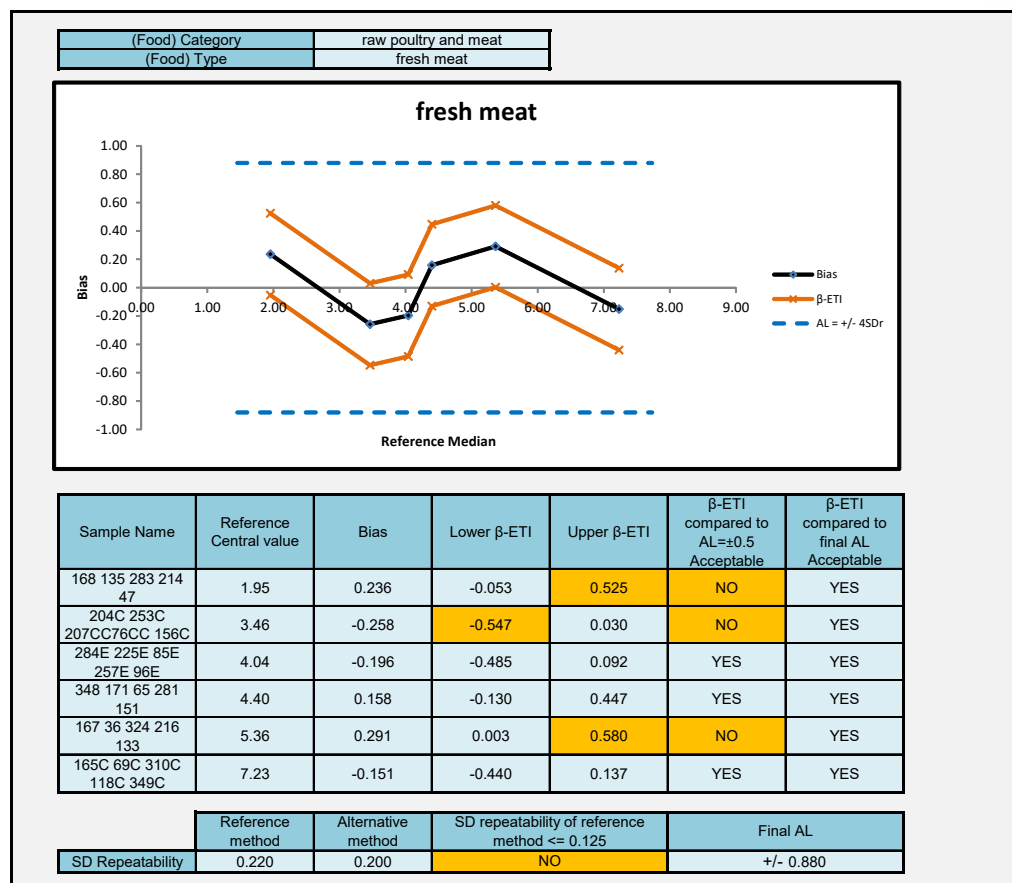 (Food) Category raw poultry and meat
(Food) Type fresh meat
fresh meat
1.00
0.80
0.60
0.40
0.20
0.00
-0.20
-0.40
-0.60
-0.80
-1.00
Bias
0.00 1.00 2.00 3.00 4.00 5.00 6.00 7.00 8.00 9.00
Reference Median
Bias
β-ETI
AL = +/- 4SDr
Sample Name Reference Central value Bias Lower β-ETI Upper β-ETI β-ETI compared to AL=±0.5 Acceptable β-ETI compared to final AL Acceptable
168 135 283 214 47 1.95 0.236 -0.053 0.525 NO YES
204C 253C 207CC76CC 156C 3.46 -0.258 -0.547 0.030 NO YES
284E 225E 85E 257E 96E 4.04 -0.196 -0.485 0.092 YES YES
348 171 65 281 151 4.40 0.158 -0.130 0.447 YES YES
167 36 324 216 133 5.36 0.291 0.003 0.580 NO YES
165C 69C 310C 118C 349C 7.23 -0.151 -0.440 0.137 YES YES
Reference method Alternative method SD repeatability of reference method <= 0.125 Final AL
SD Repeatability 0.220 0.200 NO +/- 0.880